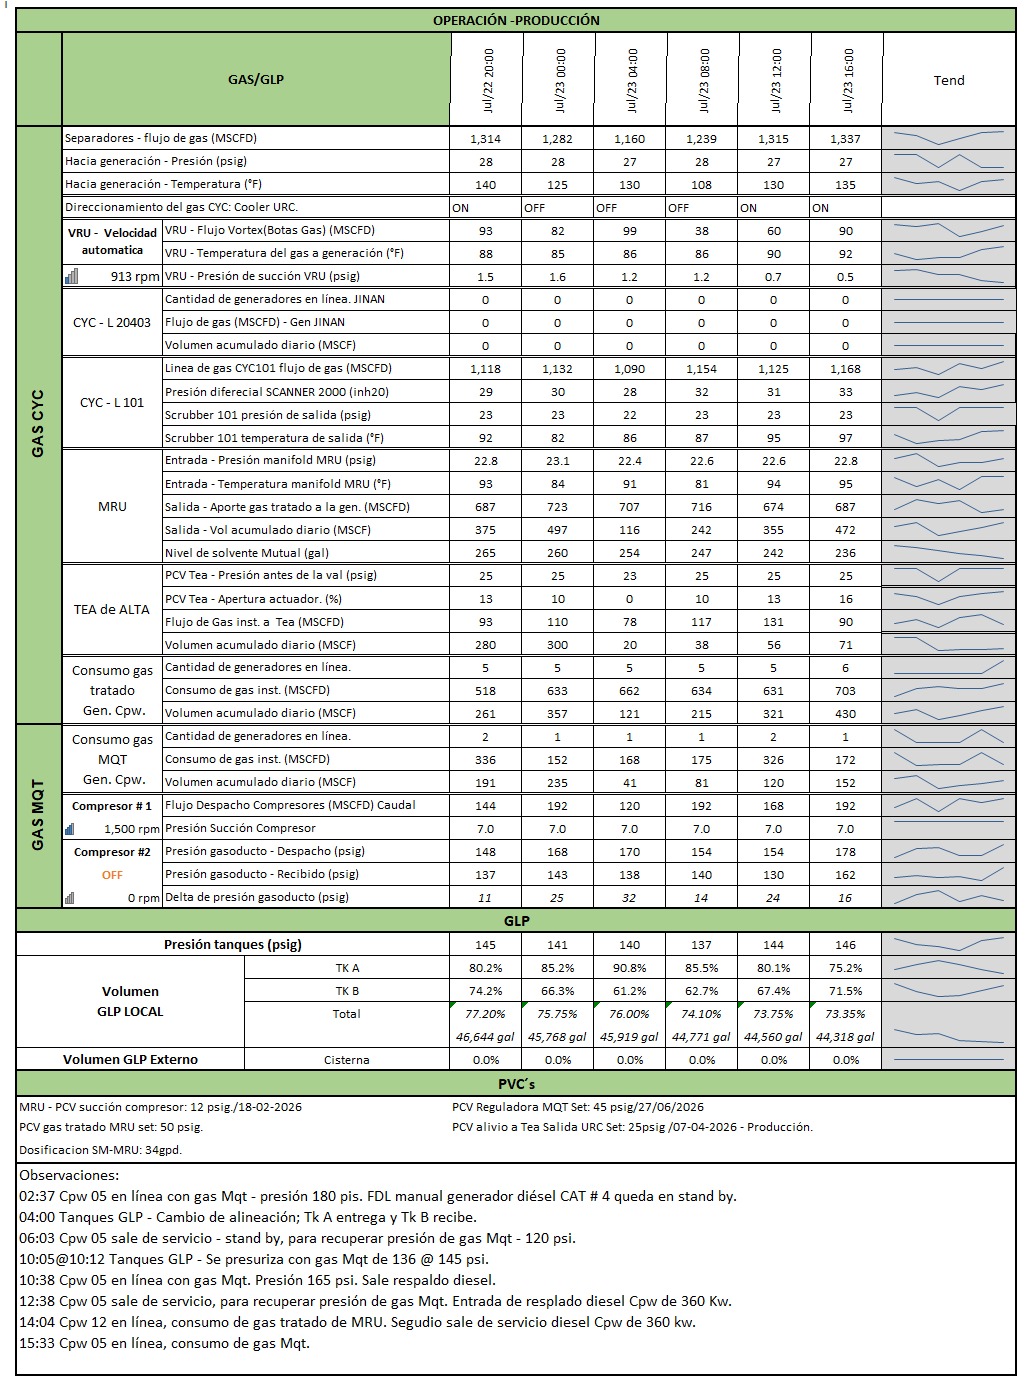 OPERACIÓN -PRODUCCIÓN
GAS/GLP Jul/22 20:00 Jul/23 00:00 Jul/23 04:00 Jul/23 08:00 Jul/23 12:00 Jul/23 16:00 Tend
GAS CYC
Separadores - flujo de gas (MSCFD) 1,314 1,282 1,160 1,239 1,315 1,337
Hacia generación - Presión (psig) 28 28 27 28 27 27
Hacia generación - Temperatura (°F) 140 125 130 108 130 135
Direccionamiento del gas CYC: Cooler URC. ON OFF OFF OFF ON ON
VRU - Velocidad automatica
913 rpm
VRU - Flujo Vortex(Botas Gas) (MSCFD) 93 82 99 38 60 90
VRU - Temperatura del gas a generación (°F) 88 85 86 86 90 92
VRU - Presión de succión VRU (psig) 1.5 1.6 1.2 1.2 0.7 0.5
CYC - L 20403
Cantidad de generadores en línea. JINAN 0 0 0 0 0 0
Flujo de gas (MSCFD) - Gen JINAN 0 0 0 0 0 0
Volumen acumulado diario (MSCF) 0 0 0 0 0 0
CYC - L 101
Linea de gas CYC101 flujo de gas (MSCFD) 1,118 1,132 1,090 1,154 1,125 1,168
Presión diferecial SCANNER 2000 (inh20) 29 30 28 32 31 33
Scrubber 101 presión de salida (psig) 23 23 22 23 23 23
Scrubber 101 temperatura de salida (°F) 92 82 86 87 95 97
MRU
Entrada - Presión manifold MRU (psig) 22.8 23.1 22.4 22.6 22.6 22.8
Entrada - Temperatura manifold MRU (°F) 93 84 91 81 94 95
Salida - Aporte gas tratado a la gen. (MSCFD) 687 723 707 716 674 687
Salida - Vol acumulado diario (MSCF) 375 497 116 242 355 472
Nivel de solvente Mutual (gal) 265 260 254 247 242 236
TEA de ALTA
PCV Tea - Presión antes de la val (psig) 25 25 23 25 25 25
PCV Tea - Apertura actuador. (%) 13 10 0 10 13 16
Flujo de Gas inst. a Tea (MSCFD) 93 110 78 117 131 90
Volumen acumulado diario (MSCF) 280 300 20 38 56 71
Consumo gas tratado Gen. Cpw.
Cantidad de generadores en línea. 5 5 5 5 5 6
Consumo de gas inst. (MSCFD) 518 633 662 634 631 703
Volumen acumulado diario (MSCF) 261 357 121 215 321 430
GAS MQT
Consumo gas MQT Gen. Cpw.
Cantidad de generadores en línea. 2 1 1 1 2 1
Consumo de gas inst. (MSCFD) 336 152 168 175 326 172
Volumen acumulado diario (MSCF) 191 235 41 81 120 152
Compresor # 1
1,500 rpm
Flujo Despacho Compresores (MSCFD) Caudal 144 192 120 192 168 192
Presión Succión Compresor 7.0 7.0 7.0 7.0 7.0 7.0
Compresor #2
OFF
0 rpm
Presión gasoducto - Despacho (psig) 148 168 170 154 154 178
Presión gasoducto - Recibido (psig) 137 143 138 140 130 162
Delta de presión gasoducto (psig) 11 25 32 14 24 16
GLP
Presión tanques (psig) 145 141 140 137 144 146
Volumen GLP LOCAL
TK A 80.2% 85.2% 90.8% 85.5% 80.1% 75.2%
TK B 74.2% 66.3% 61.2% 62.7% 67.4% 71.5%
Total 77.20% 75.75% 76.00% 74.10% 73.75% 73.35%
46,644 gal 45,768 gal 45,919 gal 44,771 gal 44,560 gal 44,318 gal
Volumen GLP Externo Cisterna 0.0% 0.0% 0.0% 0.0% 0.0% 0.0%
PVC´s
MRU - PCV succión compresor: 12 psig./18-02-2026 PCV Reguladora MQT Set: 45 psig/27/06/2026
PCV gas tratado MRU set: 50 psig. PCV alivio a Tea Salida URC Set: 25psig /07-04-2026 - Producción.
Dosificacion SM-MRU: 34gpd.
Observaciones:
02:37 Cpw 05 en línea con gas Mqt - presión 180 pis. FDL manual generador diésel CAT # 4 queda en stand by.
04:00 Tanques GLP - Cambio de alineación; Tk A entrega y Tk B recibe.
06:03 Cpw 05 sale de servicio - stand by, para recuperar presión de gas Mqt - 120 psi.
10:05@10:12 Tanques GLP - Se presuriza con gas Mqt de 136 @ 145 psi.
10:38 Cpw 05 en línea con gas Mqt. Presión 165 psi. Sale respaldo diesel.
12:38 Cpw 05 sale de servicio, para recuperar presión de gas Mqt. Entrada de resplado diesel Cpw de 360 Kw.
14:04 Cpw 12 en línea, consumo de gas tratado de MRU. Segudio sale de servicio diesel Cpw de 360 kw.
15:33 Cpw 05 en línea, consumo de gas Mqt.